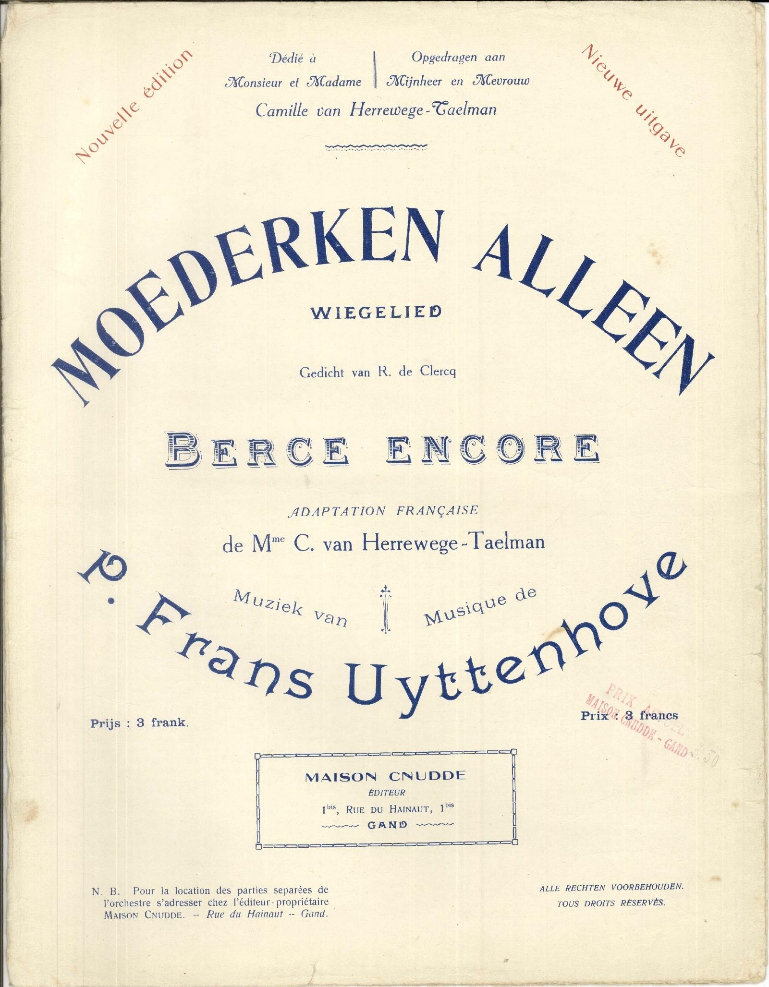 Nouvelle édition
Dédié à
Monsieur et Madame
Opgedragen aan
Mijnheer en Mevrouw
Camille van Herrewege-Taelman
Nieuwe uitgave
MOEDERKEN ALLEEN
WIEGELIED
Gedicht van R. de Clercq
BERCE ENCORE
ADAPTATION FRANÇAISE
de Mme C. van Herrewege-Taelman
Muziek van
Musique de
P. Frans Uyttenhove
Prijs : 3 frank.
Prix : 3 francs
PRIX
MAISON CNUDDE - GAND
MAISON CNUDDE
ÉDITEUR
1bis, RUE DU HAINAUT, 1bis
GAND
N. B. Pour la location des parties separées de
l'orchestre s'adresser chez l'éditeur-propriétaire
MAISON CNUDDE. – Rue du Hainaut – Gand.
ALLE RECHTEN VOORBEHOUDEN.
TOUS DROITS RÉSERVÉS.